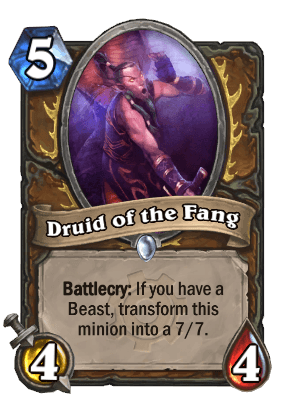 5
Druid of the Fang
Battlecry: If you have a
Beast, transform this
minion into a 7/7.
4 4